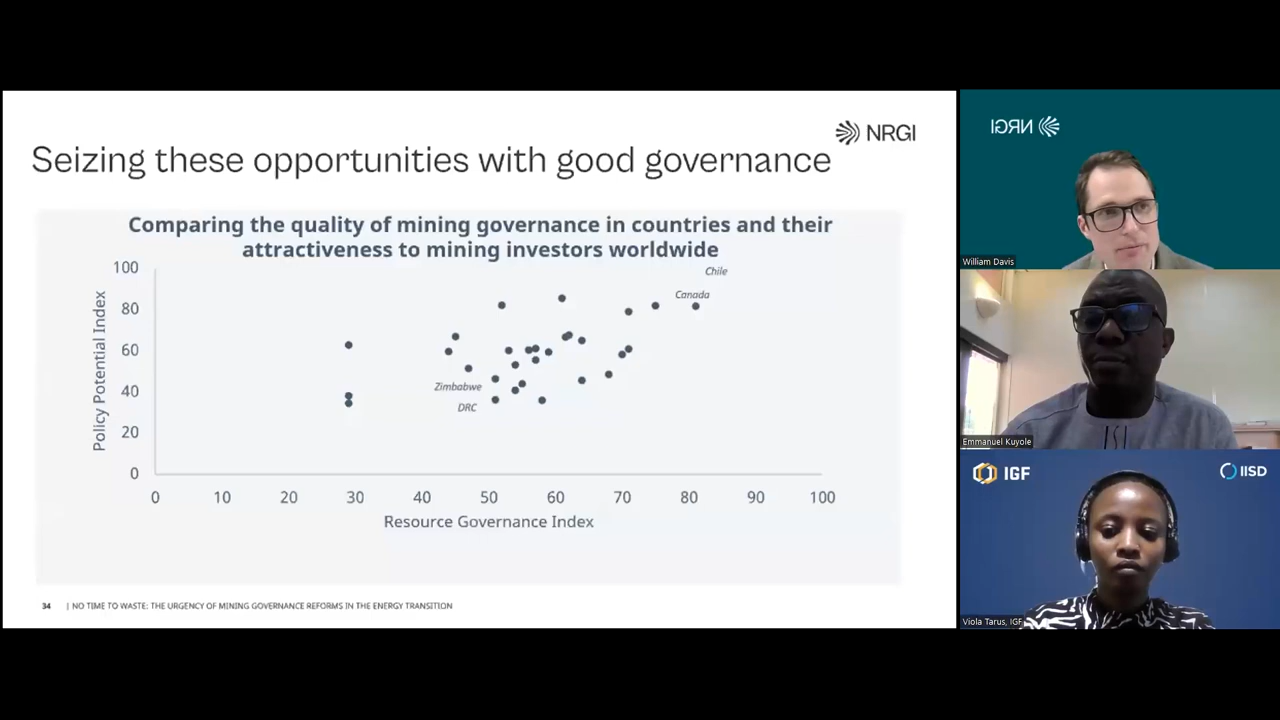 NRGI
Seizing these opportunities with good governance
Comparing the quality of mining governance in countries and their
attractiveness to mining investors worldwide
Policy Potential Index
100
80
60
40
20
0
Chile
Canada
Zimbabwe
DRC
0 10 20 30 40 50 60 70 80 90 100
Resource Governance Index
34 | NO TIME TO WASTE: THE URGENCY OF MINING GOVERNANCE REFORMS IN THE ENERGY TRANSITION
NRGI
William Davis
Emmanuel Kuyole
IGF
IISD
Viola Tarus, IGF